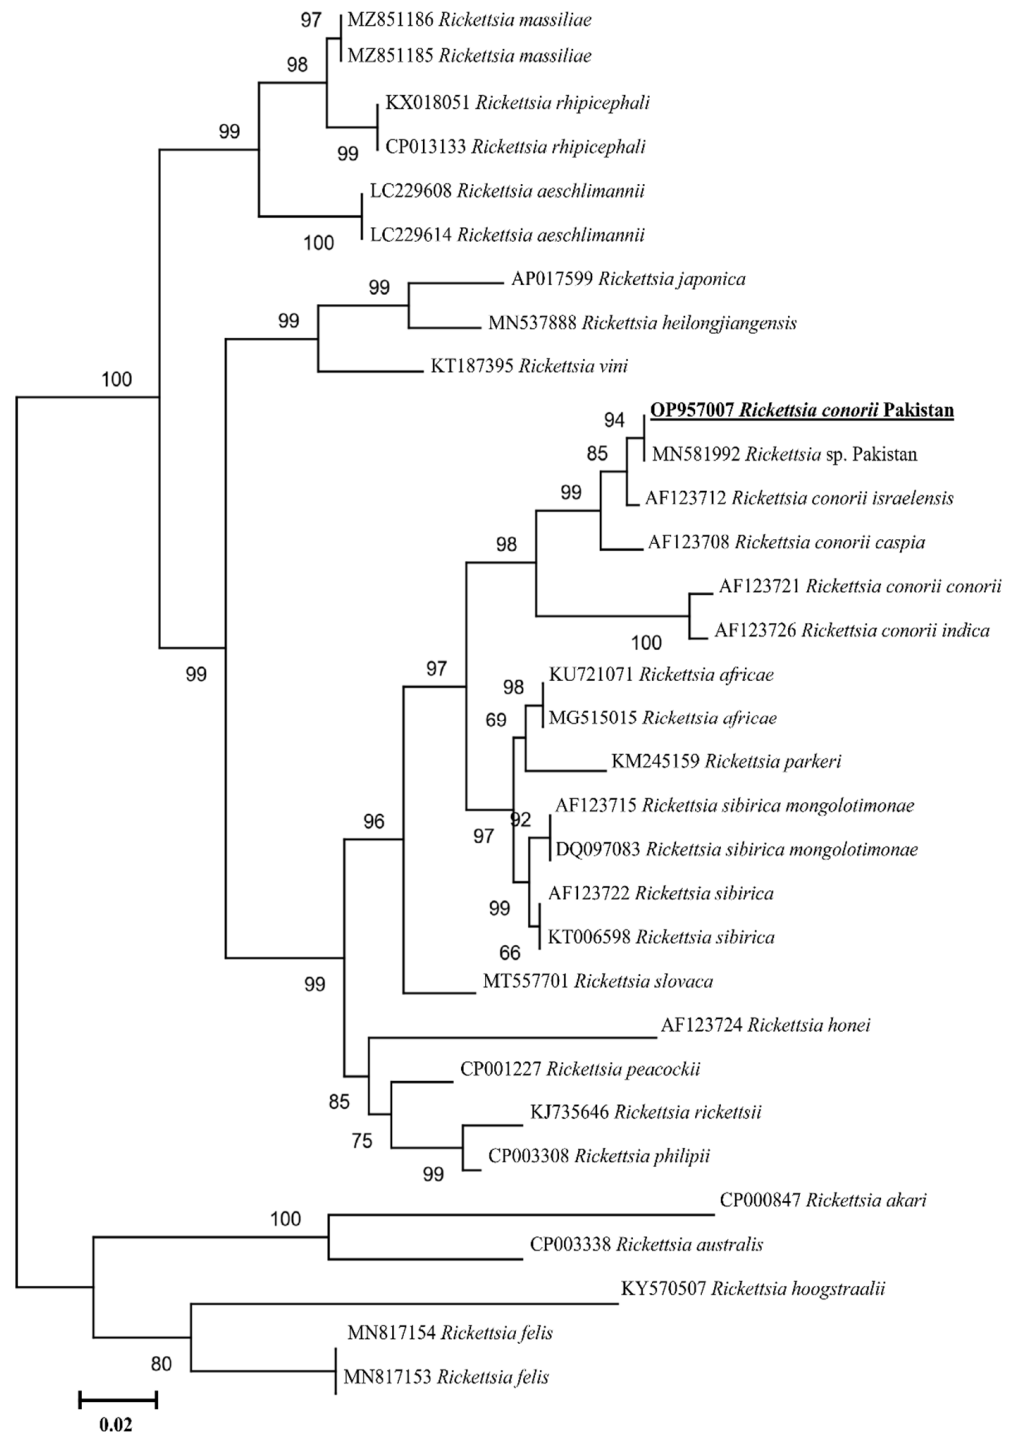 97
MZ851186 Rickettsia massiliae
MZ851185 Rickettsia massiliae
98
KX018051 Rickettsia rhipicephali
99
CP013133 Rickettsia rhipicephali
99
LC229608 Rickettsia aeschlimannii
LC229614 Rickettsia aeschlimannii
100
AP017599 Rickettsia japonica
99
MN537888 Rickettsia heilongjiangensis
99
KT187395 Rickettsia vini
100
OP957007 Rickettsia conorii Pakistan
94
MN581992 Rickettsia sp. Pakistan
85
AF123712 Rickettsia conorii israelensis
99
AF123708 Rickettsia conorii caspia
98
AF123721 Rickettsia conorii conorii
AF123726 Rickettsia conorii indica
100
97
99
KU721071 Rickettsia africae
98
MG515015 Rickettsia africae
69
KM245159 Rickettsia parkeri
AF123715 Rickettsia sibirica mongolotimonae
92
97
96
DQ097083 Rickettsia sibirica mongolotimonae
AF123722 Rickettsia sibirica
99
KT006598 Rickettsia sibirica
66
MT557701 Rickettsia slovaca
99
AF123724 Rickettsia honei
CP001227 Rickettsia peacockii
85
KJ735646 Rickettsia rickettsii
75
CP003308 Rickettsia philipii
99
CP000847 Rickettsia akari
100
CP003338 Rickettsia australis
KY570507 Rickettsia hoogstraalii
MN817154 Rickettsia felis
80
MN817153 Rickettsia felis
0.02